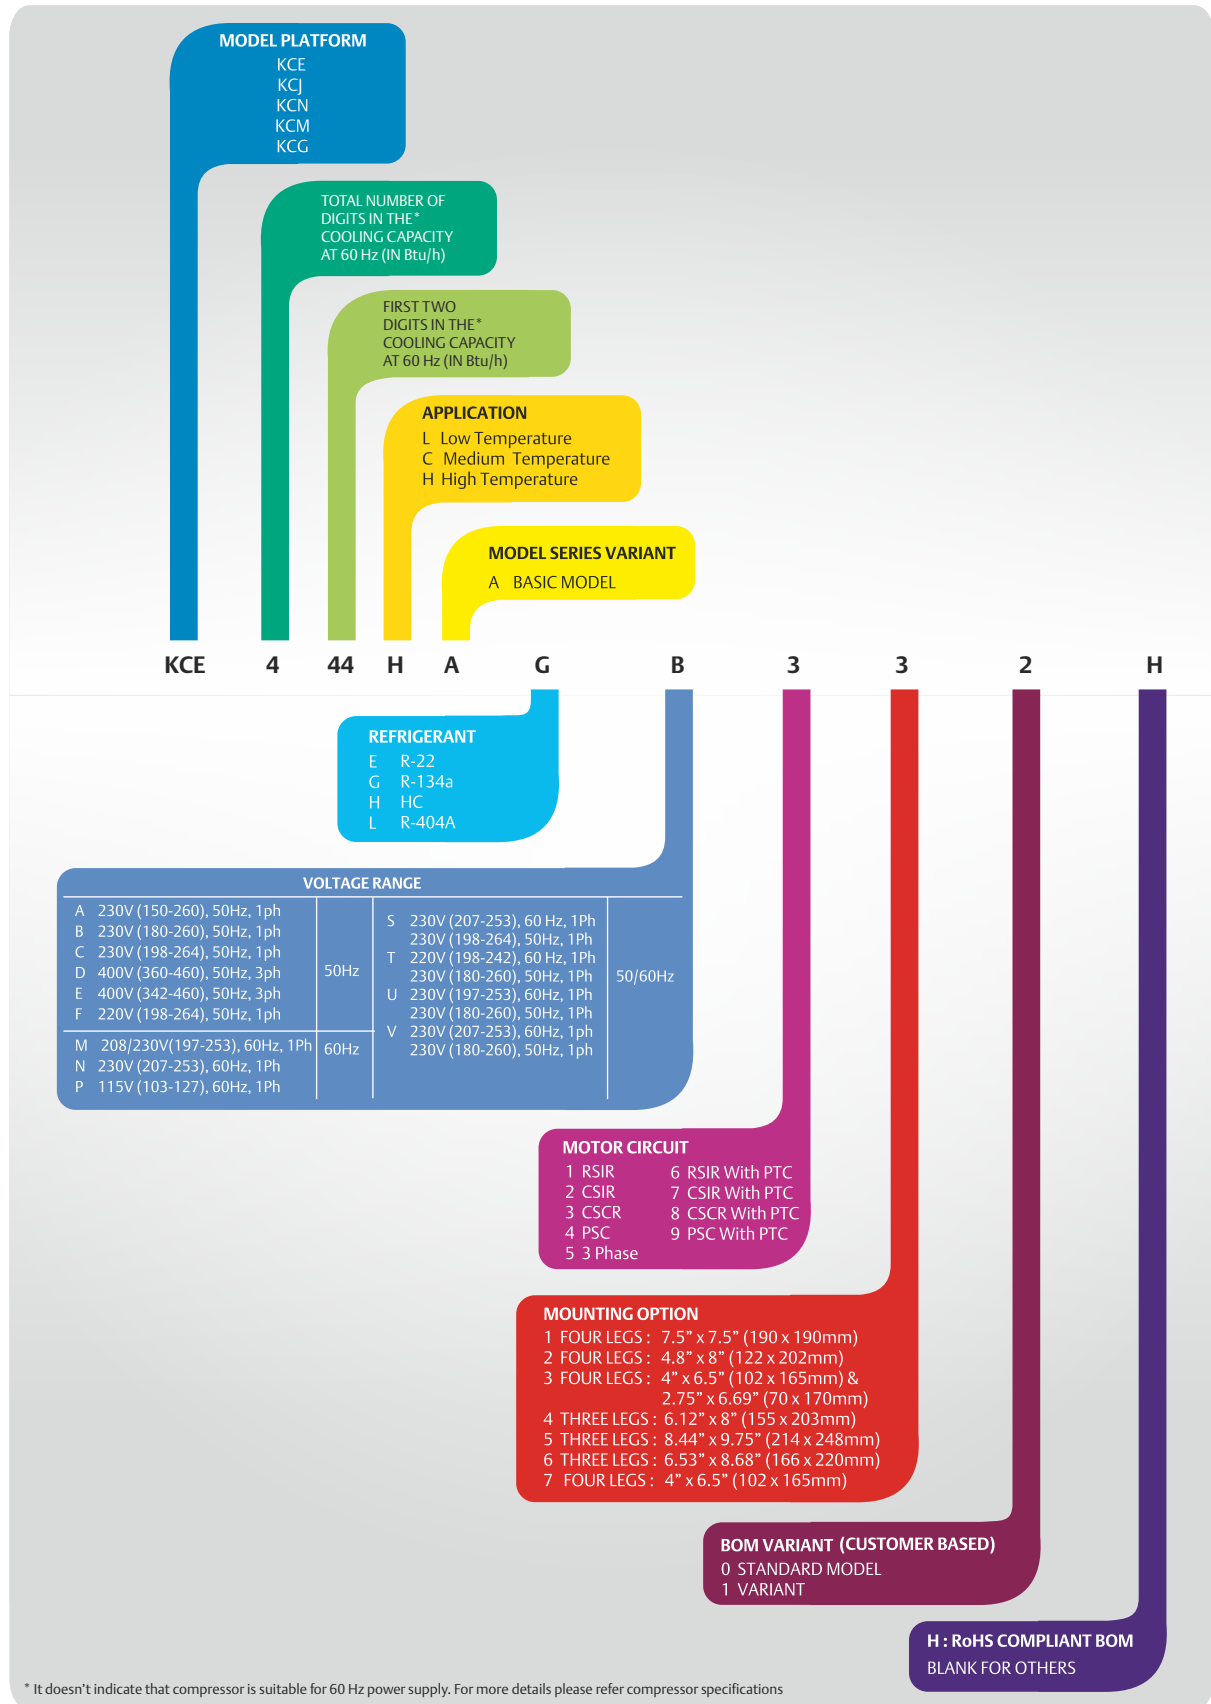 MODEL PLATFORM
KCE
KCJ
KCN
KCM
KCG
TOTAL NUMBER OF
DIGITS IN THE*
COOLING CAPACITY
AT 60 Hz (IN Btu/h)
FIRST TWO
DIGITS IN THE*
COOLING CAPACITY
AT 60 Hz (IN Btu/h)
APPLICATION
L Low Temperature
C Medium Temperature
H High Temperature
MODEL SERIES VARIANT
A BASIC MODEL
KCE 4 44 H A G B 3 3 2 H
REFRIGERANT
E R-22
G R-134a
H HC
L R-404A
VOLTAGE RANGE
A 230V (150-260), 50Hz, 1ph
B 230V (180-260), 50Hz, 1ph
C 230V (198-264), 50Hz, 1ph
D 400V (360-460), 50Hz, 3ph
E 400V (342-460), 50Hz, 3ph
F 220V (198-264), 50Hz, 1ph
50Hz
M 208/230V(197-253), 60Hz, 1Ph
N 230V (207-253), 60Hz, 1Ph
P 115V (103-127), 60Hz, 1Ph
60Hz
S 230V (207-253), 60 Hz, 1Ph
230V (198-264), 50Hz, 1Ph
T 220V (198-242), 60 Hz, 1Ph
230V (180-260), 50Hz, 1Ph
U 230V (197-253), 60Hz, 1Ph
230V (180-260), 50Hz, 1ph
V 230V (207-253), 60Hz, 1ph
230V (180-260), 50Hz, 1ph
50/60Hz
MOTOR CIRCUIT
1 RSIR
2 CSIR
3 CSCR
4 PSC
5 3 Phase
6 RSIR With PTC
7 CSIR With PTC
8 CSCR With PTC
9 PSC With PTC
MOUNTING OPTION
1 FOUR LEGS : 7.5” x 7.5” (190 x 190mm)
2 FOUR LEGS : 4.8” x 8” (122 x 202mm)
3 FOUR LEGS : 4” x 6.5” (102 x 165mm) &
2.75” x 6.69” (70 x 170mm)
4 THREE LEGS : 6.12” x 8” (155 x 203mm)
5 THREE LEGS : 8.44” x 9.75” (214 x 248mm)
6 THREE LEGS : 6.53” x 8.68” (166 x 220mm)
7 FOUR LEGS : 4” x 6.5” (102 x 165mm)
BOM VARIANT (CUSTOMER BASED)
0 STANDARD MODEL
1 VARIANT
H : RoHS COMPLIANT BOM
BLANK FOR OTHERS
* It doesn't indicate that compressor is suitable for 60 Hz power supply. For more details please refer compressor specifications